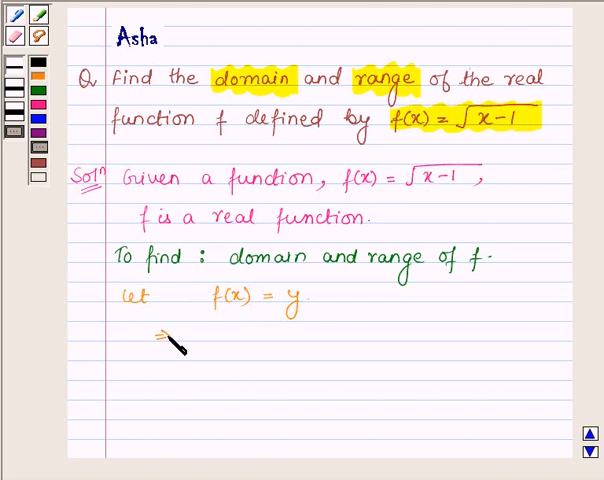 Asha
Q Find the domain and range of the real
function f defined by f(x) = √x-1
Soln Given a function, f(x) = √x-1,
f is a real function.
To find : domain and range of f.
Let f(x) = y.
⇒